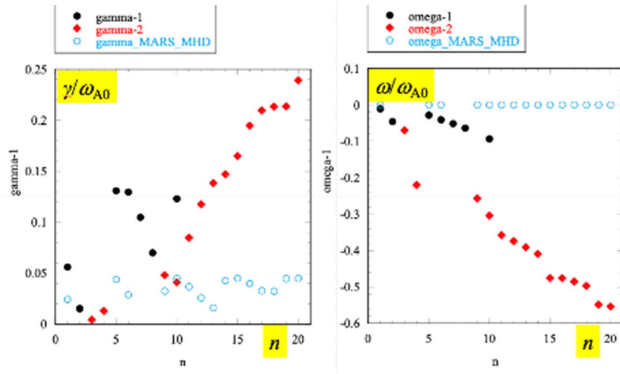 gamma-1
gamma-2
gamma_MARS_MHD
γ/ω_A0
gamma-1
0.25
0.2
0.15
0.1
0.05
0
0
5
10
15
20
n
n
omega-1
omega-2
omega_MARS_MHD
ω/ω_A0
omega-1
0.1
0
-0.1
-0.2
-0.3
-0.4
-0.5
-0.6
0
5
10
15
20
n
n